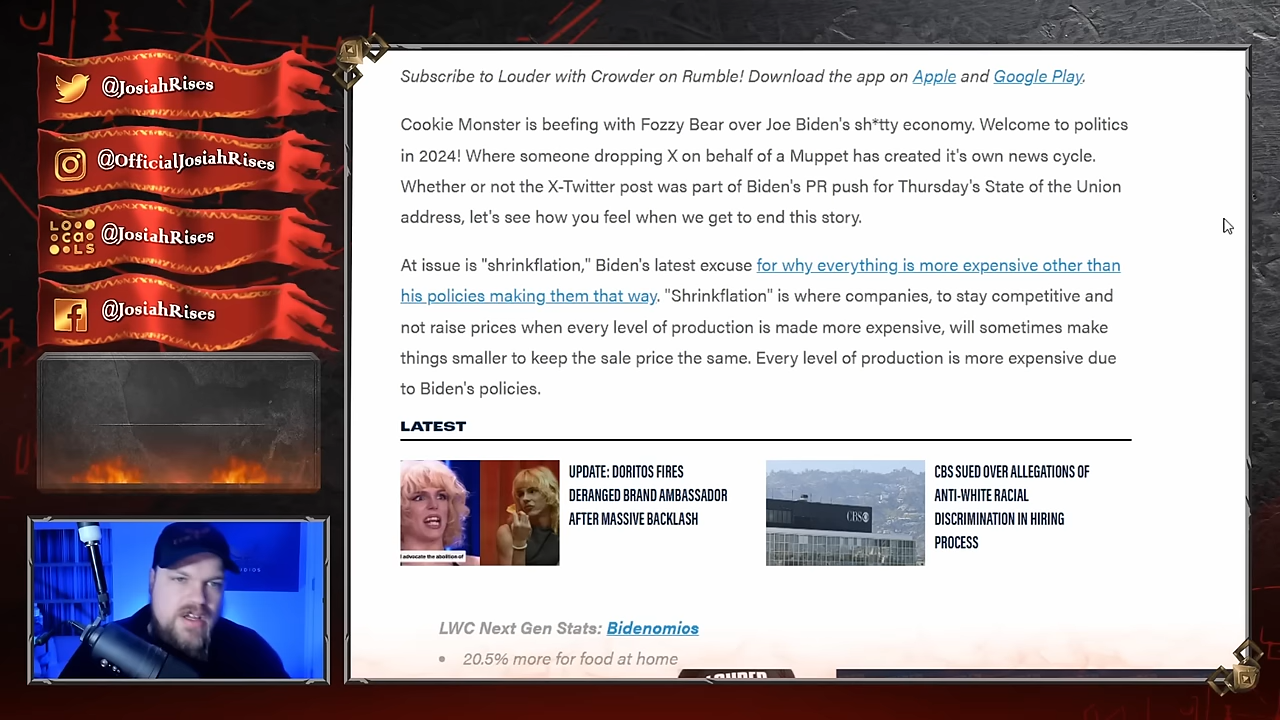 @JosiahRises
@OfficialJosiahRises
LO
ca
LS
@JosiahRises
@JosiahRises
Subscribe to Louder with Crowder on Rumble! Download the app on Apple and Google Play.
Cookie Monster is beefing with Fozzy Bear over Joe Biden's sh*tty economy. Welcome to politics
in 2024! Where someone dropping X on behalf of a Muppet has created it's own news cycle.
Whether or not the X-Twitter post was part of Biden's PR push for Thursday's State of the Union
address, let's see how you feel when we get to end this story.
At issue is "shrinkflation," Biden's latest excuse for why everything is more expensive other than
his policies making them that way. "Shrinkflation" is where companies, to stay competitive and
not raise prices when every level of production is made more expensive, will sometimes make
things smaller to keep the sale price the same. Every level of production is more expensive due
to Biden's policies.
LATEST
UPDATE: DORITOS FIRES
DERANGED BRAND AMBASSADOR
AFTER MASSIVE BACKLASH
I advocate the abolition of
CBS
CBS SUED OVER ALLEGATIONS OF
ANTI-WHITE RACIAL
DISCRIMINATION IN HIRING
PROCESS
LWC Next Gen Stats: Bidenomios
• 20.5% more for food at home